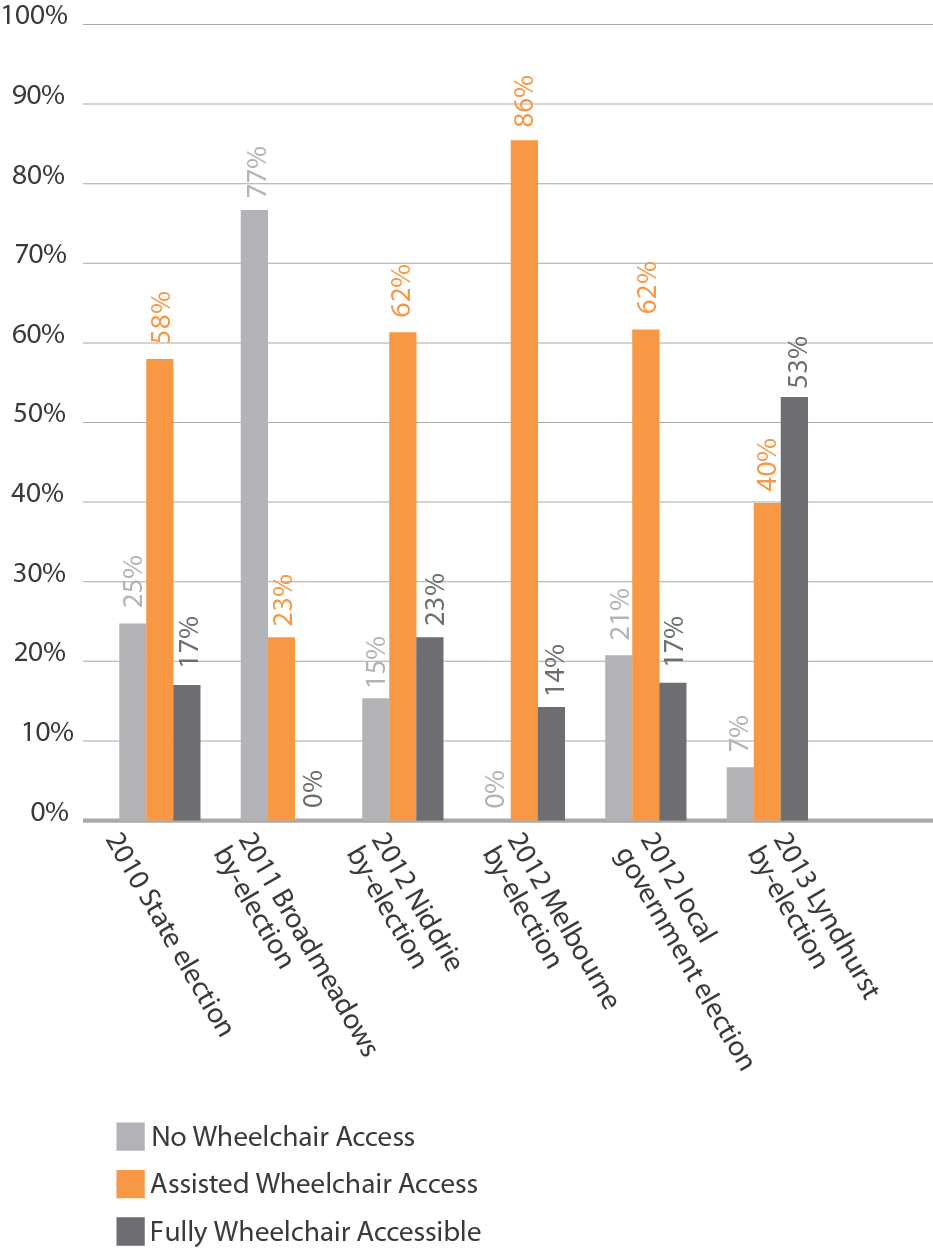 100%
90%
80%
70%
60%
50%
40%
30%
20%
10%
0%
25%
58%
17%
77%
23%
0%
15%
62%
23%
0%
86%
14%
21%
62%
17%
7%
40%
53%
2010 State election
2011 Broadmeadows
by-election
2012 Niddrie
by-election
2012 Melbourne
by-election
2012 local
government election
2013 Lyndhurst
by-election
No Wheelchair Access
Assisted Wheelchair Access
Fully Wheelchair Accessible